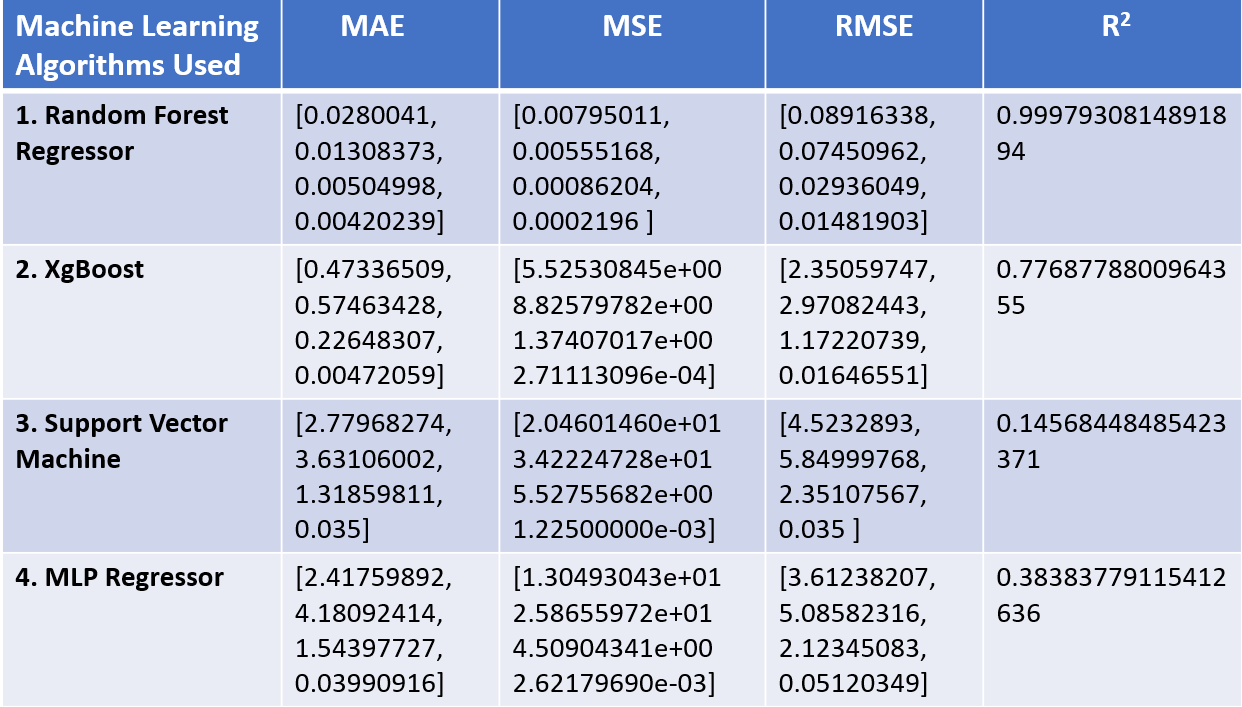 Machine Learning
Algorithms Used
MAE
MSE
RMSE
R²
1. Random Forest
Regressor
[0.0280041,
0.01308373,
0.00504998,
0.00420239]
[0.00795011,
0.00555168,
0.00086204,
0.0002196 ]
[0.08916338,
0.07450962,
0.02936049,
0.01481903]
0.99979308148918
94
2. XgBoost
[0.47336509,
0.57463428,
0.22648307,
0.00472059]
[5.52530845e+00
8.82579782e+00
1.37407017e+00
2.71113096e-04]
[2.35059747,
2.97082443,
1.17220739,
0.01646551]
0.77687788009643
55
3. Support Vector
Machine
[2.77968274,
3.63106002,
1.31859811,
0.035]
[2.04601460e+01
3.42224728e+01
5.52755682e+00
1.22500000e-03]
[4.5232893,
5.84999768,
2.35107567,
0.035 ]
0.14568448485423
371
4. MLP Regressor
[2.41759892,
4.18092414,
1.54397727,
0.03990916]
[1.30493043e+01
2.58655972e+01
4.50904341e+00
2.62179690e-03]
[3.61238207,
5.08582316,
2.12345083,
0.05120349]
0.38383779115412
636